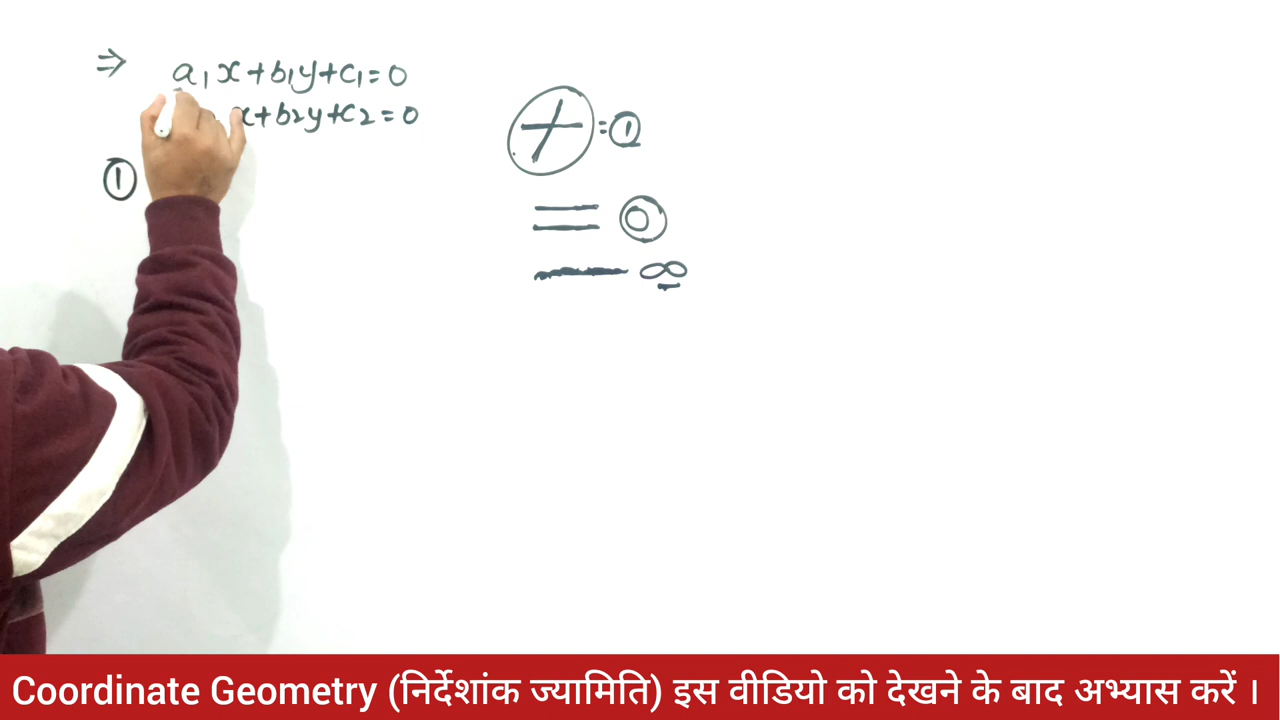 ⇒ a₁x+b₁y+c₁=0
x+b₂y+c₂=0
①
=①
0
∞
Coordinate Geometry (निर्देशांक ज्यामिति) इस वीडियो को देखने के बाद अभ्यास करें ।